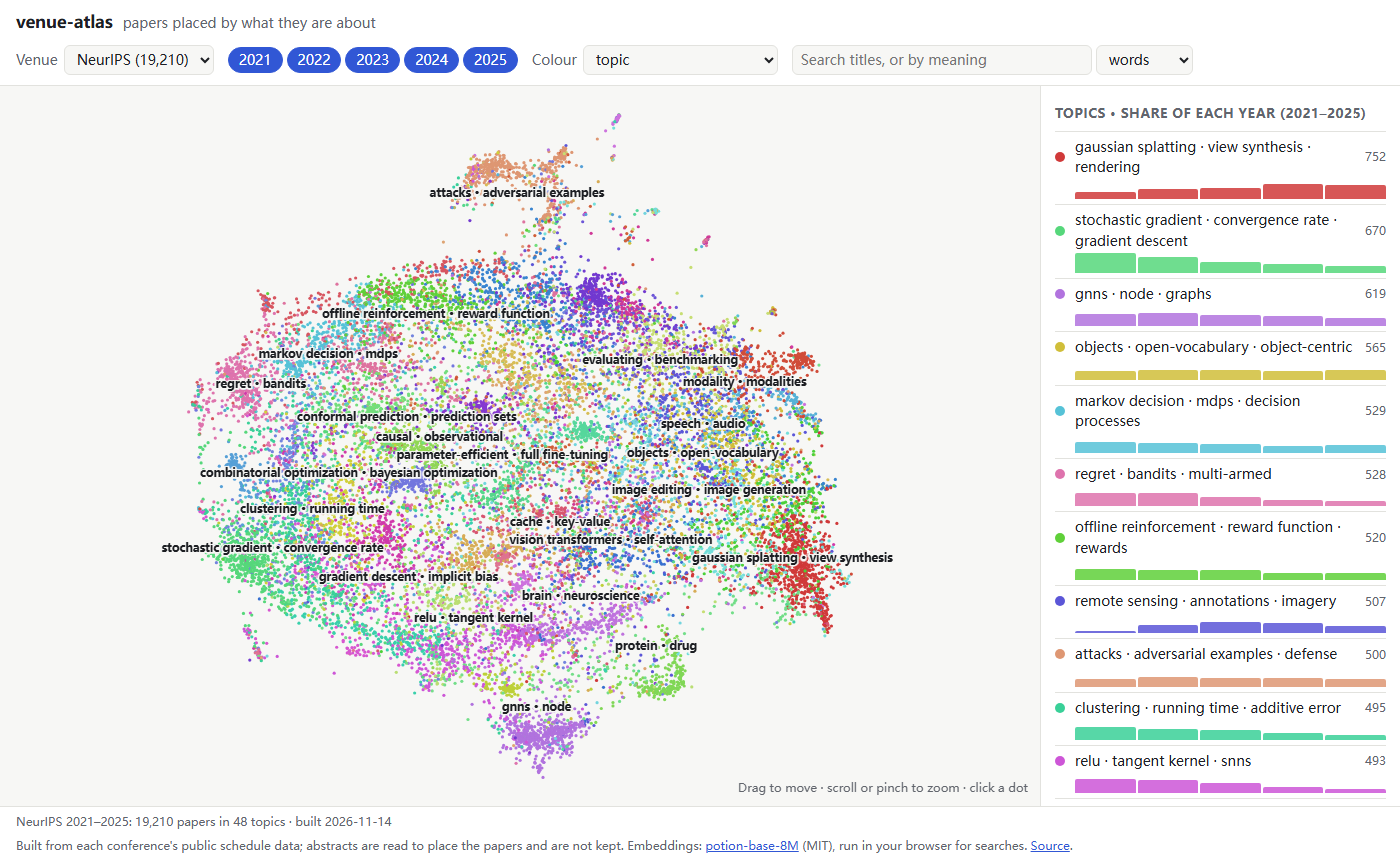 venue-atlas papers placed by what they are about
Venue NeurIPS (19,210) 2021 2022 2023 2024 2025 Colour topic Search titles, or by meaning words
attacks • adversarial examples
offline reinforcement • reward function
markov decision • mdps
evaluating • benchmarking
regret • bandits
modality • modalities
conformal prediction • prediction sets
speech • audio
causal • observational
parameter-efficient • full fine-tuning
objects • open-vocabulary
combinatorial optimization • bayesian optimization
image editing • image generation
clustering • running time
cache • key-value
vision transformers • self-attention
stochastic gradient • convergence rate
gaussian splatting • view synthesis
gradient descent • implicit bias
brain • neuroscience
relu • tangent kernel
protein • drug
gnns • node
Drag to move · scroll or pinch to zoom · click a dot
TOPICS • SHARE OF EACH YEAR (2021–2025)
gaussian splatting · view synthesis ·
rendering
752
stochastic gradient · convergence rate ·
gradient descent
670
gnns · node · graphs 619
objects · open-vocabulary · object-centric 565
markov decision · mdps · decision
processes
529
regret · bandits · multi-armed 528
offline reinforcement · reward function ·
rewards
520
remote sensing · annotations · imagery 507
attacks · adversarial examples · defense 500
clustering · running time · additive error 495
relu · tangent kernel · snns 493
NeurIPS 2021–2025: 19,210 papers in 48 topics · built 2026-11-14
Built from each conference's public schedule data; abstracts are read to place the papers and are not kept. Embeddings: potion-base-8M (MIT), run in your browser for searches. Source.